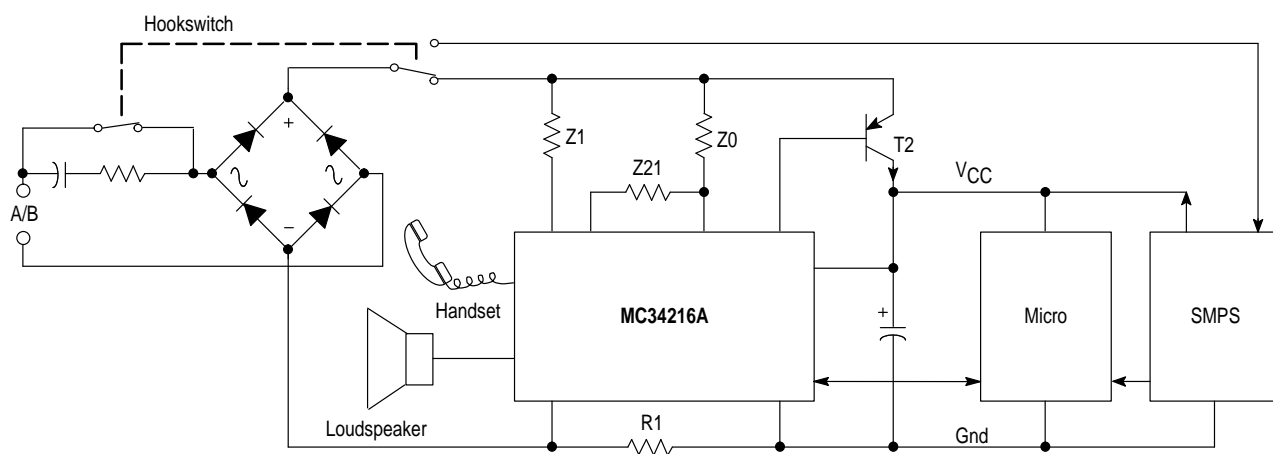 Hookswitch
+
Z1
Z0
T2
Z21
VCC
A/B
−
Handset
MC34216A
+
Micro
SMPS
Loudspeaker
R1
Gnd